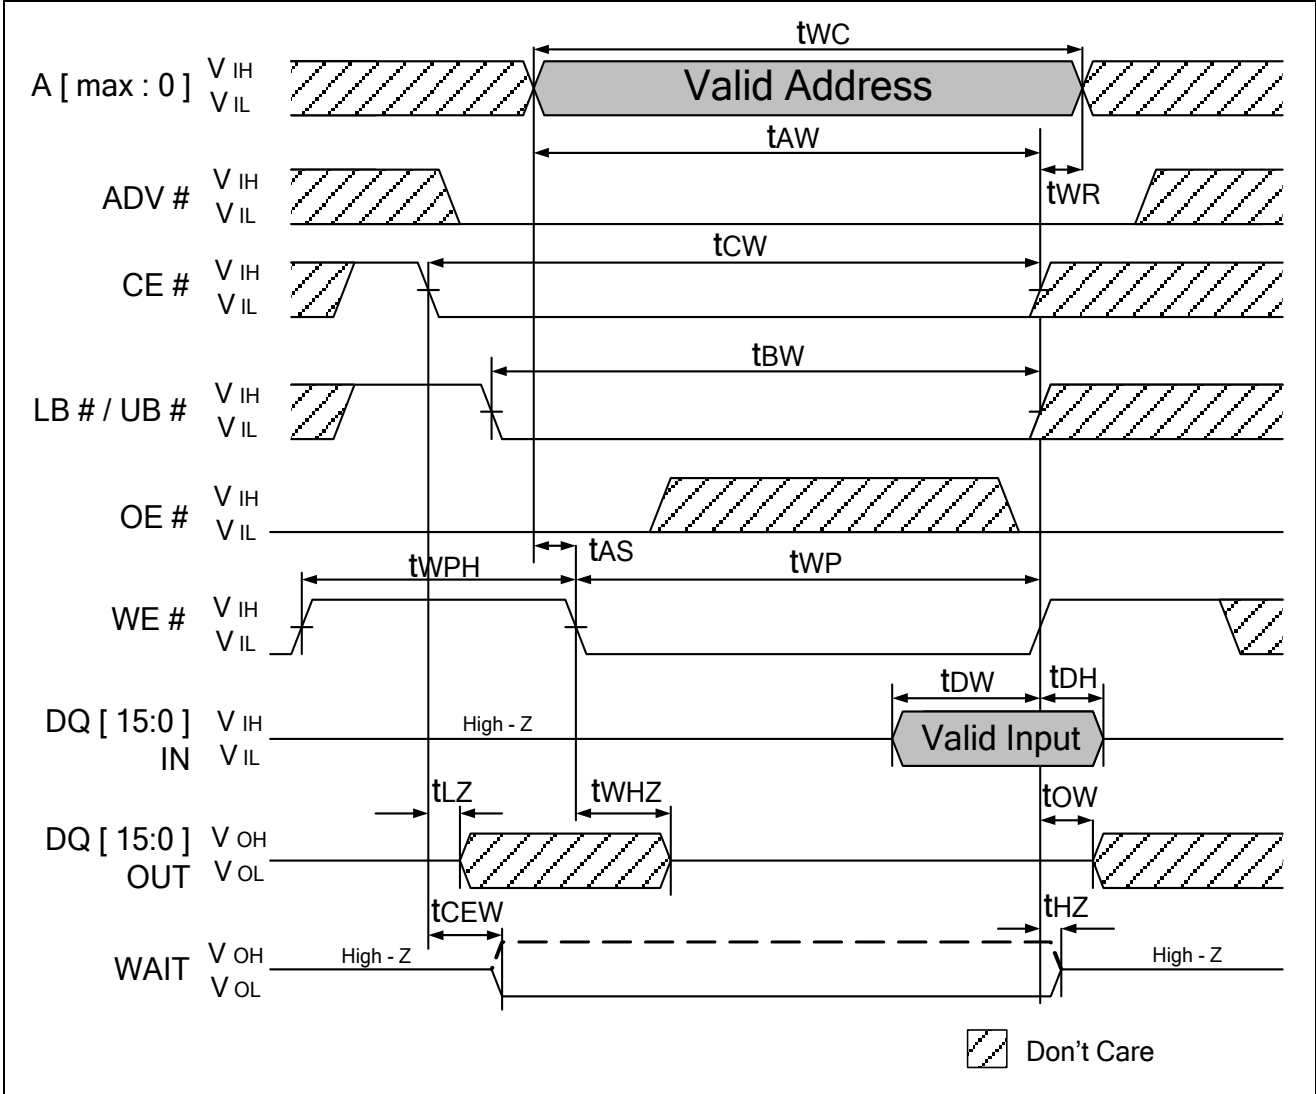 tWC
A [ max : 0 ] V IH
V IL
Valid Address
tAW
tWR
ADV # V IH
V IL
tCW
CE # V IH
V IL
tBW
LB # / UB # V IH
V IL
OE # V IH
V IL
tAS
tWPH tWP
WE # V IH
V IL
tDW tDH
DQ [ 15:0 ] IN V IH
V IL
High - Z
Valid Input
tLZ tWHZ tOW
DQ [ 15:0 ] OUT V OH
V OL
tCEW tHZ
WAIT V OH
V OL
High - Z High - Z
Don't Care